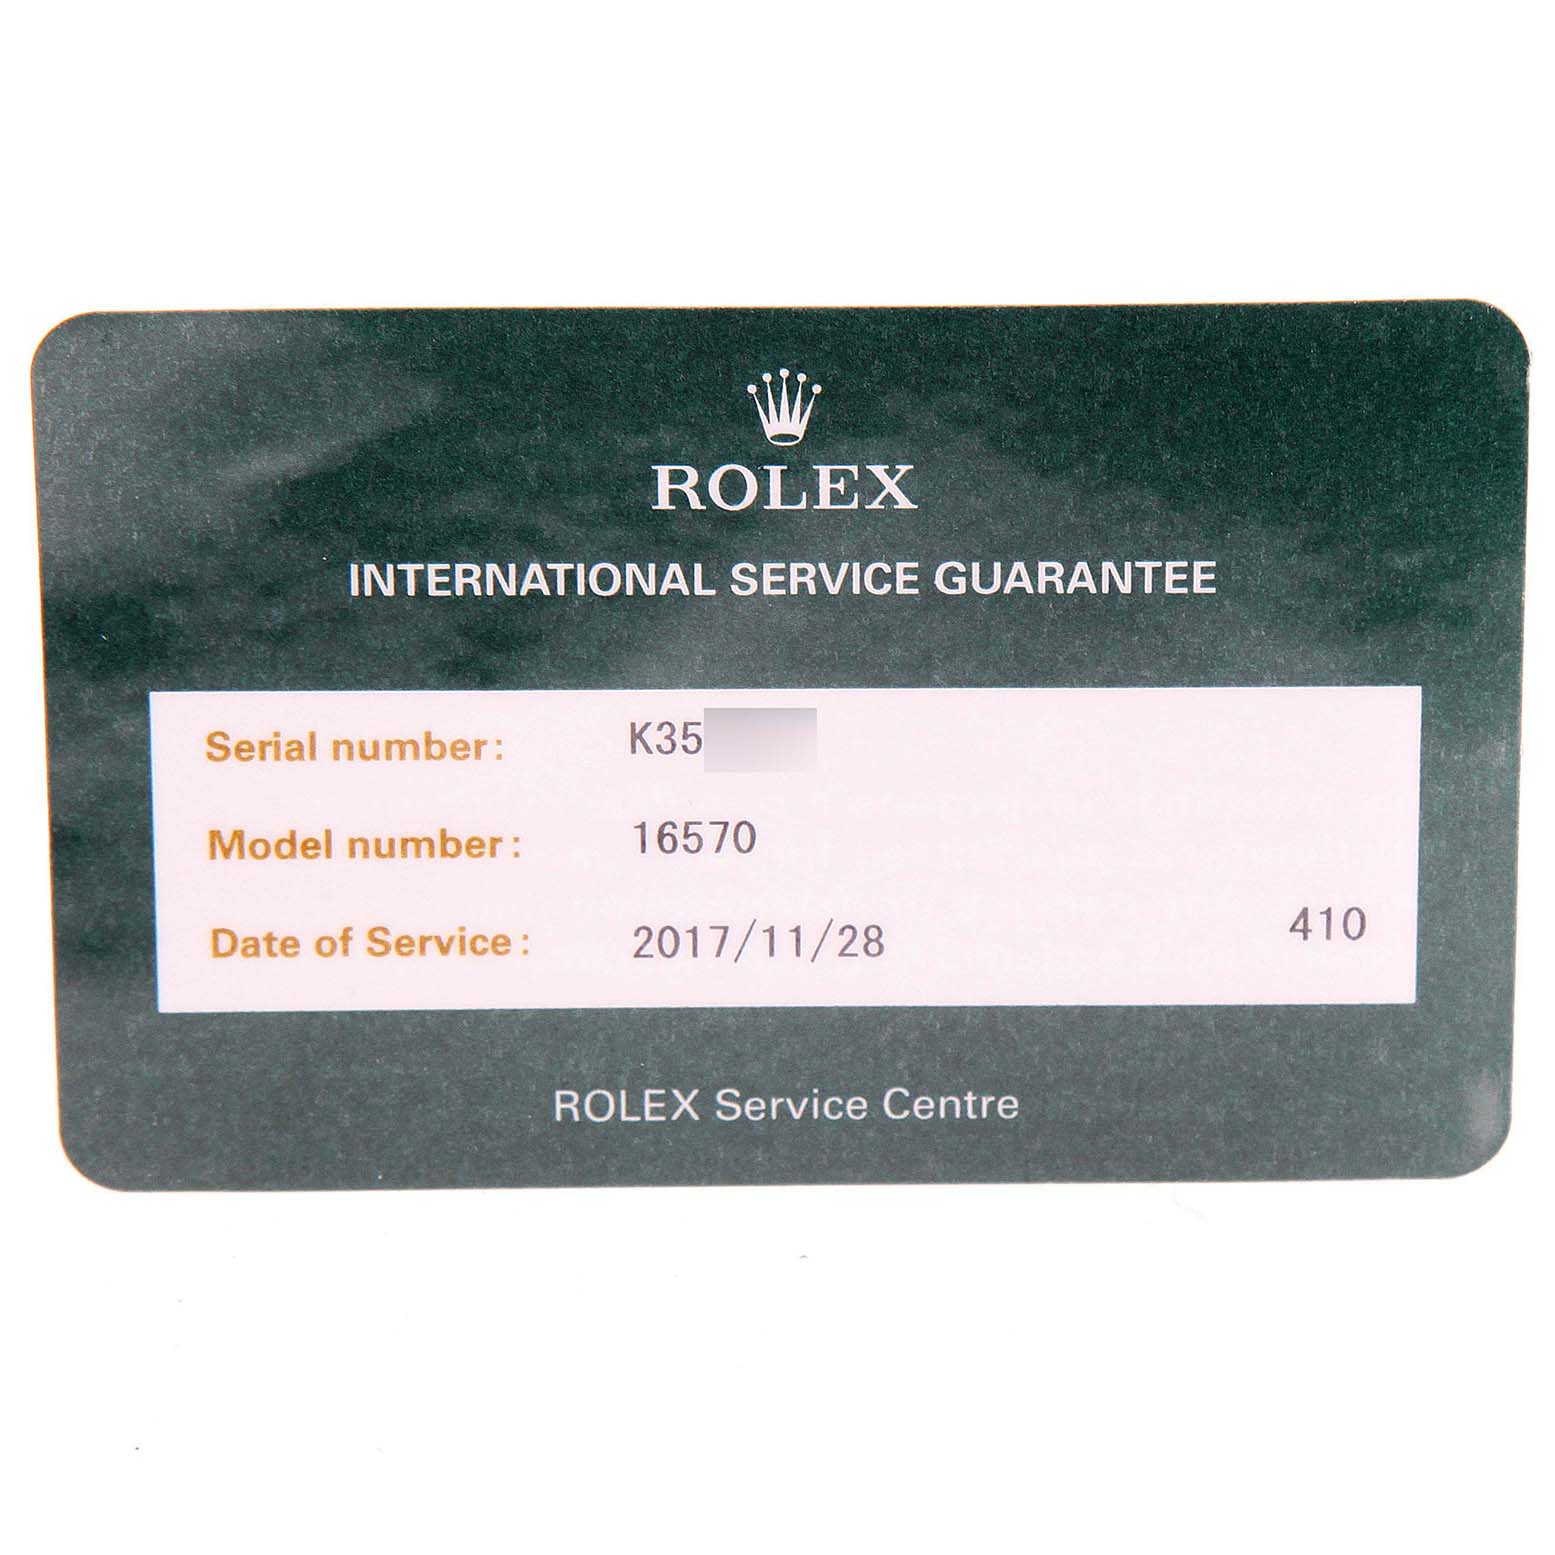 ROLEX
INTERNATIONAL SERVICE GUARANTEE
Serial number: K35
Model number: 16570
Date of Service: 2017/11/28 410
ROLEX Service Centre